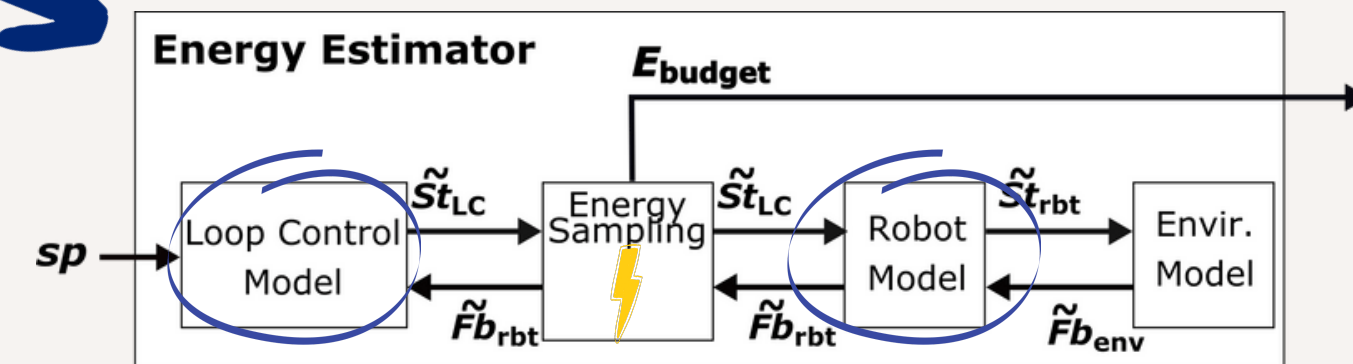 Energy Estimator
E_budget
sp
Loop Control
Model
S̃t_LC
F̃b_rbt
Energy
Sampling
S̃t_LC
F̃b_rbt
Robot
Model
S̃t_rbt
F̃b_env
Envir.
Model